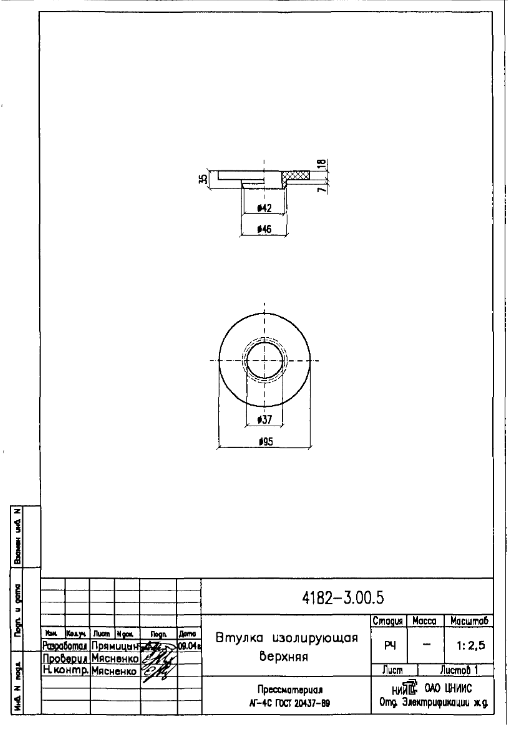 35
18
7
ø42
ø46
ø37
ø95
Взамен инв. N
Подп. и дата
Инв. N подл.
4182-3.00.5
Изм. Кол.уч. Лист N док. Подп. Дата
Разработал Прямицын 09.04г.
Проверил Мясненко
Н.контр. Мясненко
Втулка изолирующая
верхняя
Стадия Масса Масштаб
РЧ - 1:2,5
Лист Листов 1
Прессматериал
АГ-4С ГОСТ 20437-89
НИИ ОАО ЦНИИС
Отд. Электрификации ж.д.